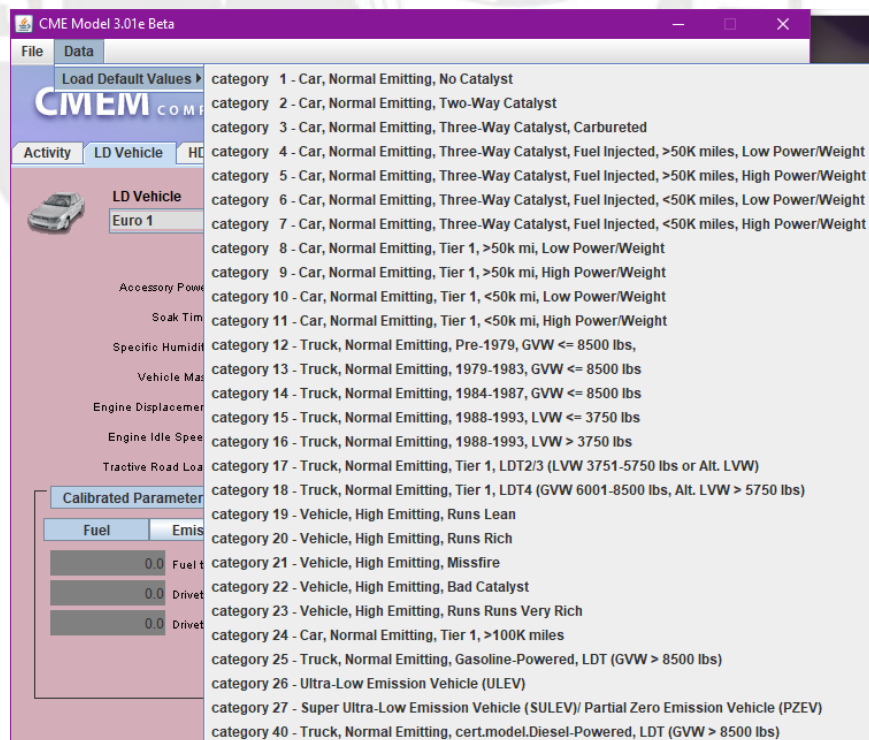 CME Model 3.01e Beta
File Data
Load Default Values
CMEM
Activity LD Vehicle HD
LD Vehicle
Euro 1
Accessory
Soak
Specific
Vehicle
Engine
Engine Idle
Tractive Road
Calibrated
Fuel
0.0 Fuel
0.0
0.0
category 1 - Car, Normal Emitting, No Catalyst
category 2 - Car, Normal Emitting, Two-Way Catalyst
category 3 - Car, Normal Emitting, Three-Way Catalyst, Carbureted
category 4 - Car, Normal Emitting, Three-Way Catalyst, Fuel Injected, >50K miles, Low Power/Weight
category 5 - Car, Normal Emitting, Three-Way Catalyst, Fuel Injected, >50K miles, High Power/Weight
category 6 - Car, Normal Emitting, Three-Way Catalyst, Fuel Injected, <50K miles, Low Power/Weight
category 7 - Car, Normal Emitting, Three-Way Catalyst, Fuel Injected, <50K miles, High Power/Weight
category 8 - Car, Normal Emitting, Tier 1, >50k mi, Low Power/Weight
category 9 - Car, Normal Emitting, Tier 1, >50k mi, High Power/Weight
category 10 - Car, Normal Emitting, Tier 1, <50k mi, Low Power/Weight
category 11 - Car, Normal Emitting, Tier 1, <50k mi, High Power/Weight
category 12 - Truck, Normal Emitting, Pre-1979, GVW <= 8500 lbs,
category 13 - Truck, Normal Emitting, 1979-1983, GVW <= 8500 lbs
category 14 - Truck, Normal Emitting, 1984-1987, GVW <= 8500 lbs
category 15 - Truck, Normal Emitting, 1988-1993, LVW <= 3750 lbs
category 16 - Truck, Normal Emitting, 1988-1993, LVW > 3750 lbs
category 17 - Truck, Normal Emitting, Tier 1, LDT2/3 (LVW 3751-5750 lbs or Alt. LVW)
category 18 - Truck, Normal Emitting, Tier 1, LDT4 (GVW 6001-8500 lbs, Alt. LVW > 5750 lbs)
category 19 - Vehicle, High Emitting, Runs Lean
category 20 - Vehicle, High Emitting, Runs Rich
category 21 - Vehicle, High Emitting, Missfire
category 22 - Vehicle, High Emitting, Bad Catalyst
category 23 - Vehicle, High Emitting, Runs Runs Very Rich
category 24 - Car, Normal Emitting, Tier 1, >100K miles
category 25 - Truck, Normal Emitting, Gasoline-Powered, LDT (GVW > 8500 lbs)
category 26 - Ultra-Low Emission Vehicle (ULEV)
category 27 - Super Ultra-Low Emission Vehicle (SULEV)/ Partial Zero Emission Vehicle (PZEV)
category 40 - Truck, Normal Emitting, cert.model.Diesel-Powered, LDT (GVW > 8500 lbs)